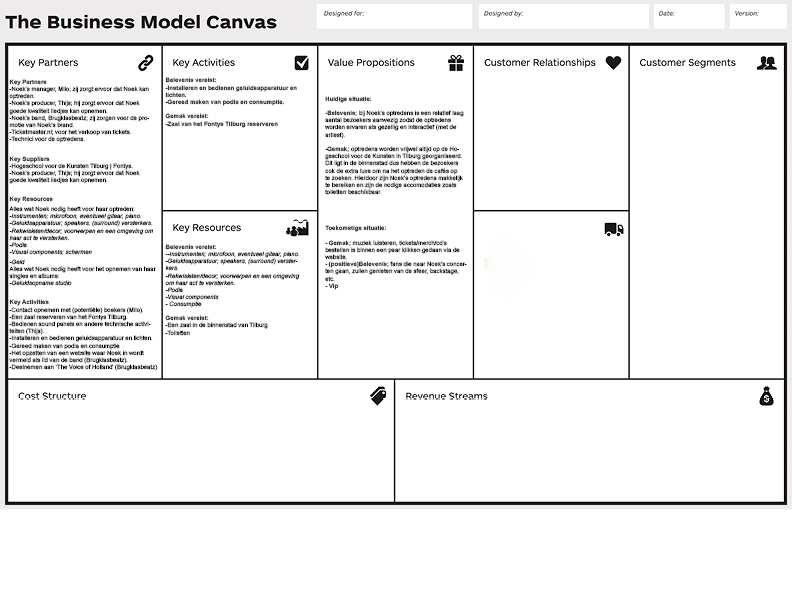 The Business Model Canvas
Designed for:
Designed by:
Date:
Version:
Key Partners
Key Partners
-Noek's manager, Milo; zij zorgt ervoor dat Noek kan
optreden.
-Noek's producer, Thijs; hij zorgt ervoor dat Noek
goede kwaliteit liedjes kan opnemen.
-Noek's band, Brugklasbeatz; zij zorgen voor de pro-
motie van Noek's brand.
-Ticketmaster.nl; voor het verkoop van tickets.
-Technici voor de optredens.
Key Suppliers
-Hogeschool voor de Kunsten Tilburg | Fontys.
-Noek's producer, Thijs; hij zorgt ervoor dat Noek
goede kwaliteit liedjes kan opnemen.
Key Resources
Alles wat Noek nodig heeft voor haar optreden:
-Instrumenten; microfoon, eventueel gitaar, piano.
-Geluidsapparatuur; speakers, (surround) versterkers.
-Rekwisieten/decor; voorwerpen en een omgeving om
haar act te versterken.
-Podia
-Visual components; schermen
-Geld
Alles wat Noek nodig heeft voor het opnemen van haar
singles en albums:
-Geluidsopname studio
Key Activities
-Contact opname met (potentiële) boekers (Milo).
-Een zaal reserveren van het Fontys Tilburg.
-Bedienen sound panels en andere technische activi-
teiten (Thijs).
-Installeren en bedienen geluidsapparatuur en lichten.
-Gereed maken van podia en consumptie
-Het opzetten van een website waar Noek in wordt
vermeld als lid van de band (Brugklasbeatz).
-Deelnemen aan 'The Voice of Holland' (Brugklasbeatz)
Key Activities
Belevenis vereist:
-Installeren en bedienen geluidsapparatuur en
lichten.
-Gereed maken van podia en consumptie.
Gemak vereist:
-Zaal van het Fontys Tilburg reserveren
Key Resources
Belevenis vereist:
--Instrumenten; microfoon, eventueel gitaar, piano.
-Geluidsapparatuur; speakers, (surround) verster-
kers.
-Rekwisieten/decor; voorwerpen en een omgeving
om haar act te versterken.
-Podia
-Visual components
- Consumptie
Gemak vereist:
-Een zaal in de binnenstad van Tilburg
-Toiletten
Value Propositions
Huidige situatie:
-Belevenis; bij Noek's optredens is een relatief laag
aantal bezoekers aanwezig zodat de optredens
worden ervaren als gezellig en interactief (met de
artiest).
-Gemak; optredens worden vrijwel altijd op de Ho-
geschool voor de Kunsten in Tilburg georganiseerd.
Dit ligt in de binnenstad dus hebben de bezoekers
ook de extra luxe om na het optreden de cafés op
te zoeken. Hierdoor zijn Noek's optredens makkelijk
te bereiken en zijn de nodige accomodaties zoals
toiletten beschikbaar.
Toekomstige situatie:
- Gemak; muziek luisteren, tickets/merch/cd's
bestellen is binnen een paar klikken gedaan via de
website.
- (positieve)Belevenis; fans die naar Noek's concer-
ten gaan, zullen genieten van de sfeer, backstage,
etc.
- Vip
Customer Relationships
Customer Segments
Cost Structure
Revenue Streams